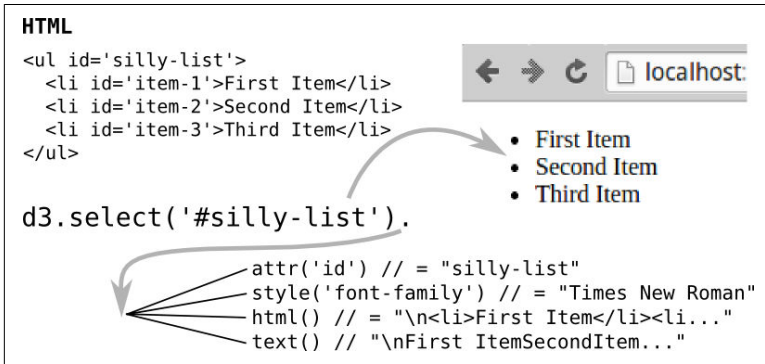 HTML
<ul id='silly-list'>
<li id='item-1'>First Item</li>
<li id='item-2'>Second Item</li>
<li id='item-3'>Third Item</li>
</ul>
localhost:
• First Item
• Second Item
• Third Item
d3.select('#silly-list').
attr('id') // = "silly-list"
style('font-family') // = "Times New Roman"
html() // = "\n<li>First Item</li><li..."
text() // "\nFirst ItemSecondItem..."